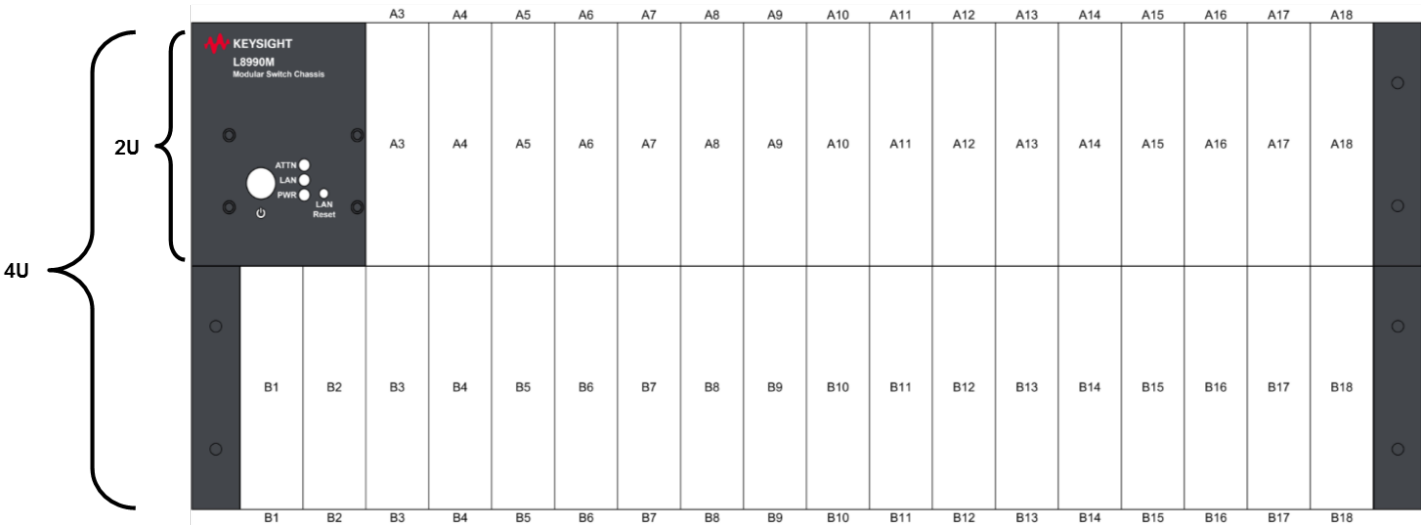 A3 A4 A5 A6 A7 A8 A9 A10 A11 A12 A13 A14 A15 A16 A17 A18
KEYSIGHT
L8990M
Modular Switch Chassis
2U
A3 A4 A5 A6 A7 A8 A9 A10 A11 A12 A13 A14 A15 A16 A17 A18
ATTN
LAN
PWR
LAN
Reset
4U
B1 B2 B3 B4 B5 B6 B7 B8 B9 B10 B11 B12 B13 B14 B15 B16 B17 B18
B1 B2 B3 B4 B5 B6 B7 B8 B9 B10 B11 B12 B13 B14 B15 B16 B17 B18